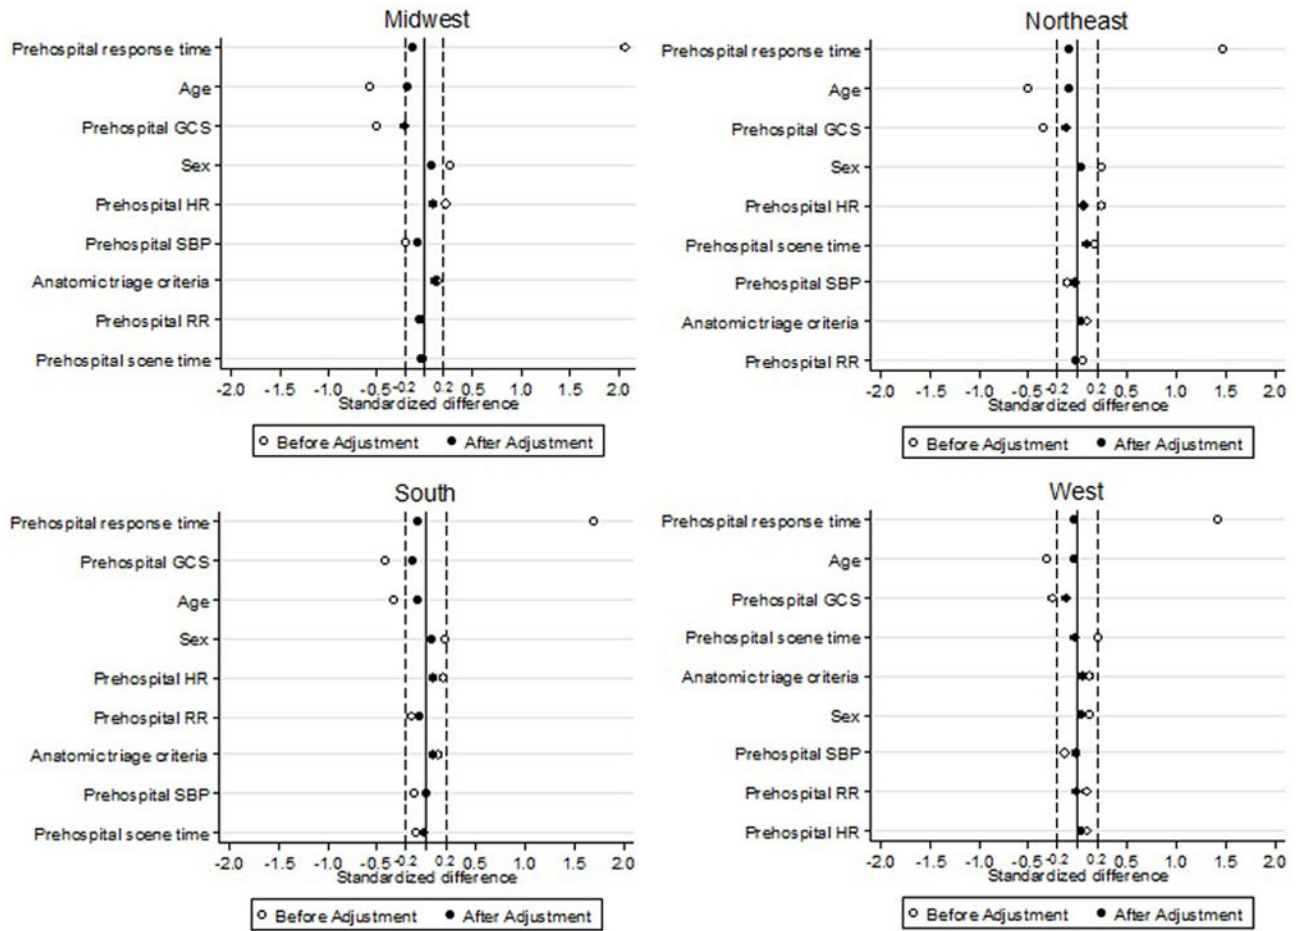 Midwest
Prehospital response time
Age
Prehospital GCS
Sex
Prehospital HR
Prehospital SBP
Anatomic triage criteria
Prehospital RR
Prehospital scene time
-2.0 -1.5 -1.0 -0.5 -0.2 0.2 0.5 1.0 1.5 2.0
Standardized difference
Before Adjustment After Adjustment
Northeast
Prehospital response time
Age
Prehospital GCS
Sex
Prehospital HR
Prehospital scene time
Prehospital SBP
Anatomic triage criteria
Prehospital RR
-2.0 -1.5 -1.0 -0.5 -0.2 0.2 0.5 1.0 1.5 2.0
Standardized difference
Before Adjustment After Adjustment
South
Prehospital response time
Prehospital GCS
Age
Sex
Prehospital HR
Prehospital RR
Anatomic triage criteria
Prehospital SBP
Prehospital scene time
-2.0 -1.5 -1.0 -0.5 -0.2 0.2 0.5 1.0 1.5 2.0
Standardized difference
Before Adjustment After Adjustment
West
Prehospital response time
Age
Prehospital GCS
Prehospital scene time
Anatomic triage criteria
Sex
Prehospital SBP
Prehospital RR
Prehospital HR
-2.0 -1.5 -1.0 -0.5 -0.2 0.2 0.5 1.0 1.5 2.0
Standardized difference
Before Adjustment After Adjustment